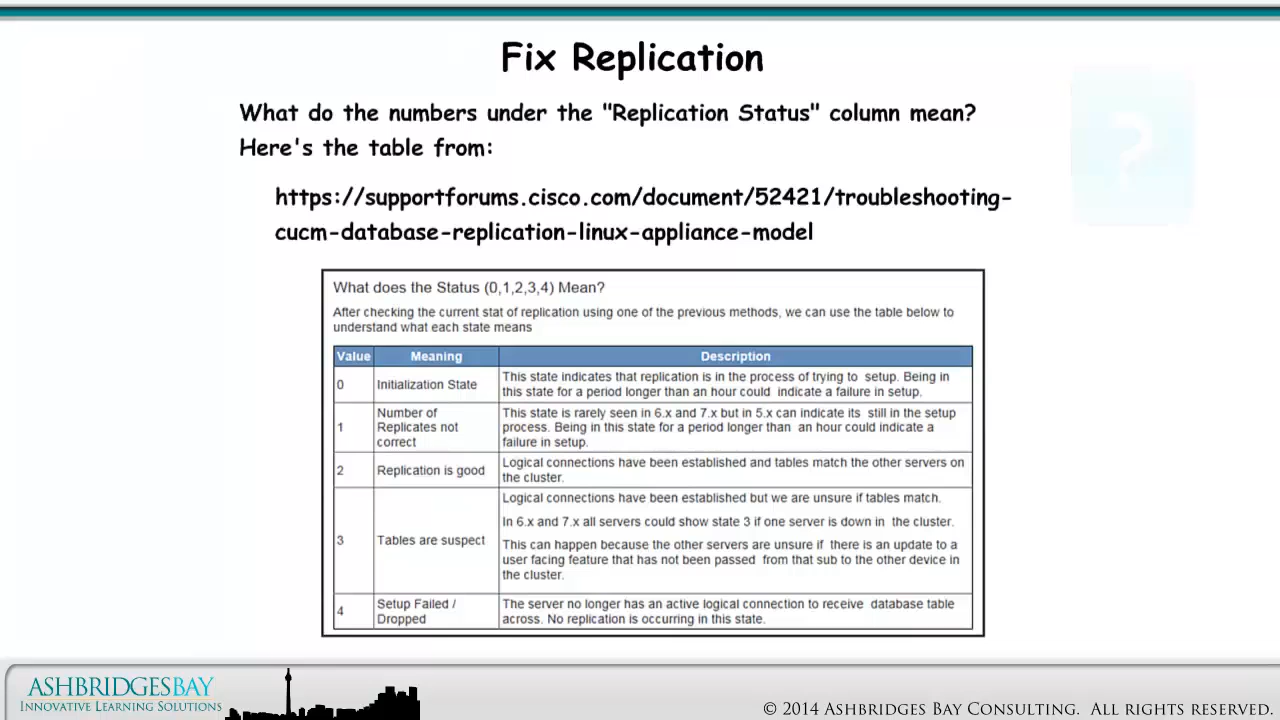 Fix Replication
What do the numbers under the "Replication Status" column mean?
Here's the table from:
https://supportforums.cisco.com/document/52421/troubleshooting-
cucm-database-replication-linux-appliance-model
What does the Status (0,1,2,3,4) Mean?
After checking the current stat of replication using one of the previous methods, we can use the table below to
understand what each state means
Value Meaning Description
0 Initialization State This state indicates that replication is in the process of trying to setup. Being in
this state for a period longer than an hour could indicate a failure in setup.
1 Number of
Replicates not
correct
This state is rarely seen in 6.x and 7.x but in 5.x can indicate its still in the setup
process. Being in this state for a period longer than an hour could indicate a
failure in setup.
2 Replication is good Logical connections have been established and tables match the other servers on
the cluster.
3 Tables are suspect
Logical connections have been established but we are unsure if tables match.
In 6.x and 7.x all servers could show state 3 if one server is down in the cluster.
This can happen because the other servers are unsure if there is an update to a
user facing feature that has not been passed from that sub to the other device in
the cluster.
4 Setup Failed /
Dropped
The server no longer has an active logical connection to receive database table
across. No replication is occurring in this state.
?
ASHBRIDGESBAY
INNOVATIVE LEARNING SOLUTIONS
© 2014 ASHBRIDGES BAY CONSULTING. ALL RIGHTS RESERVED.